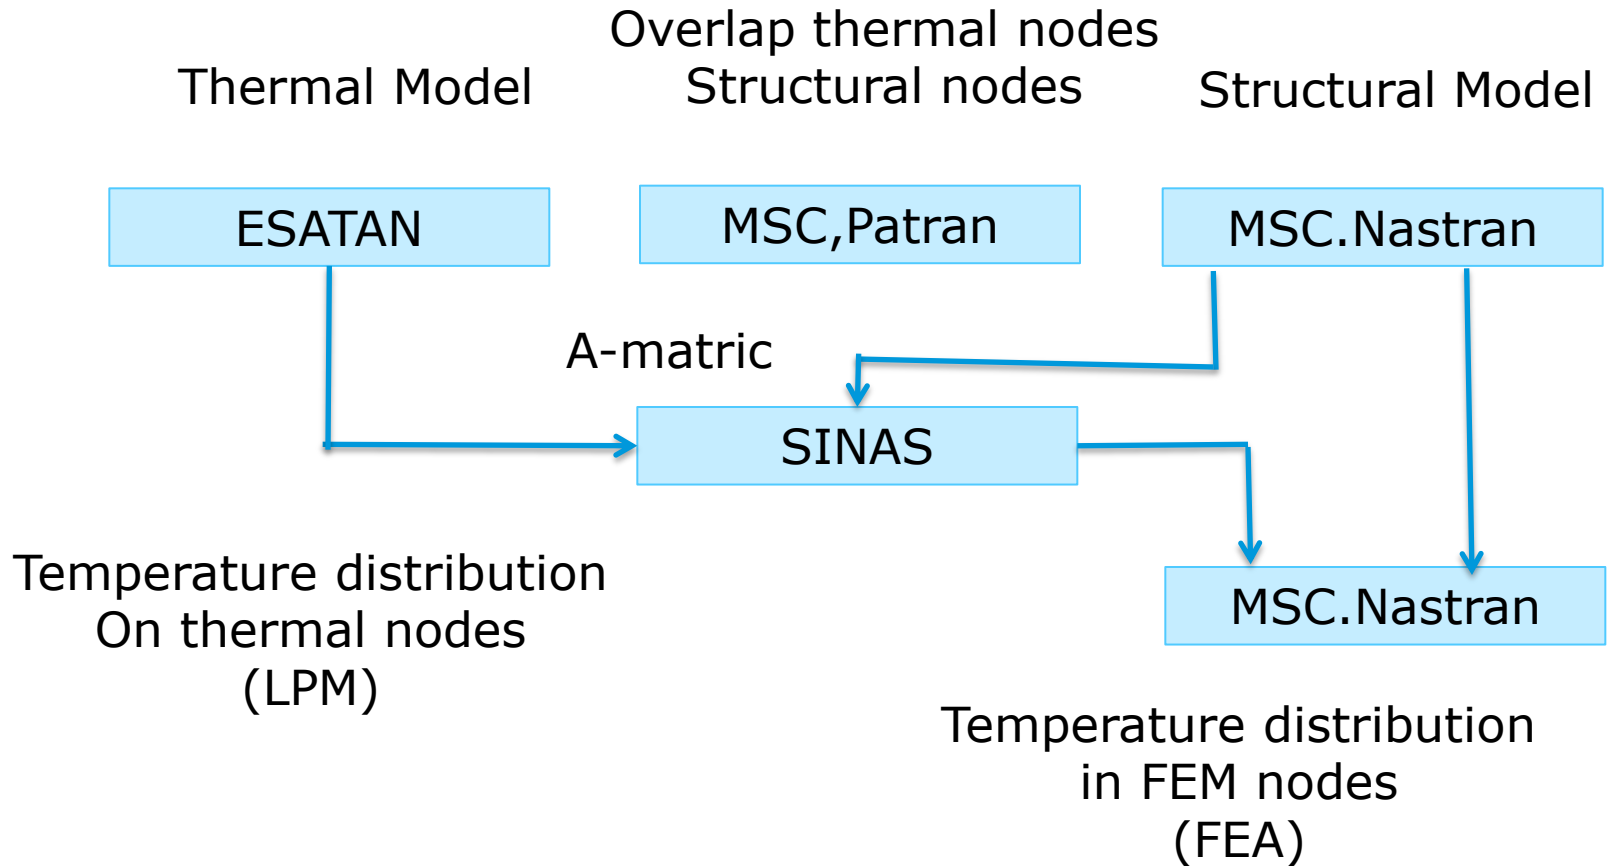 Overlap thermal nodes
Structural nodes
Thermal Model
Structural Model
ESATAN
MSC,Patran
MSC.Nastran
A-matric
SINAS
Temperature distribution
On thermal nodes
(LPM)
MSC.Nastran
Temperature distribution
in FEM nodes
(FEA)